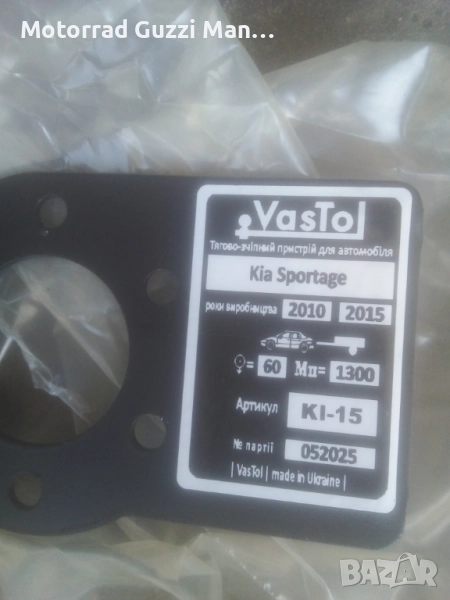 Motorrad Guzzi Man...
VasTol
Тягово-зчіпний пристрій для автомобіля
Kia Sportage
роки виробництва 2010 2015
= 60 Мп= 1300
Артикул KI-15
№ партії 052025
| VasTol | made in Ukraine |
BAZAR